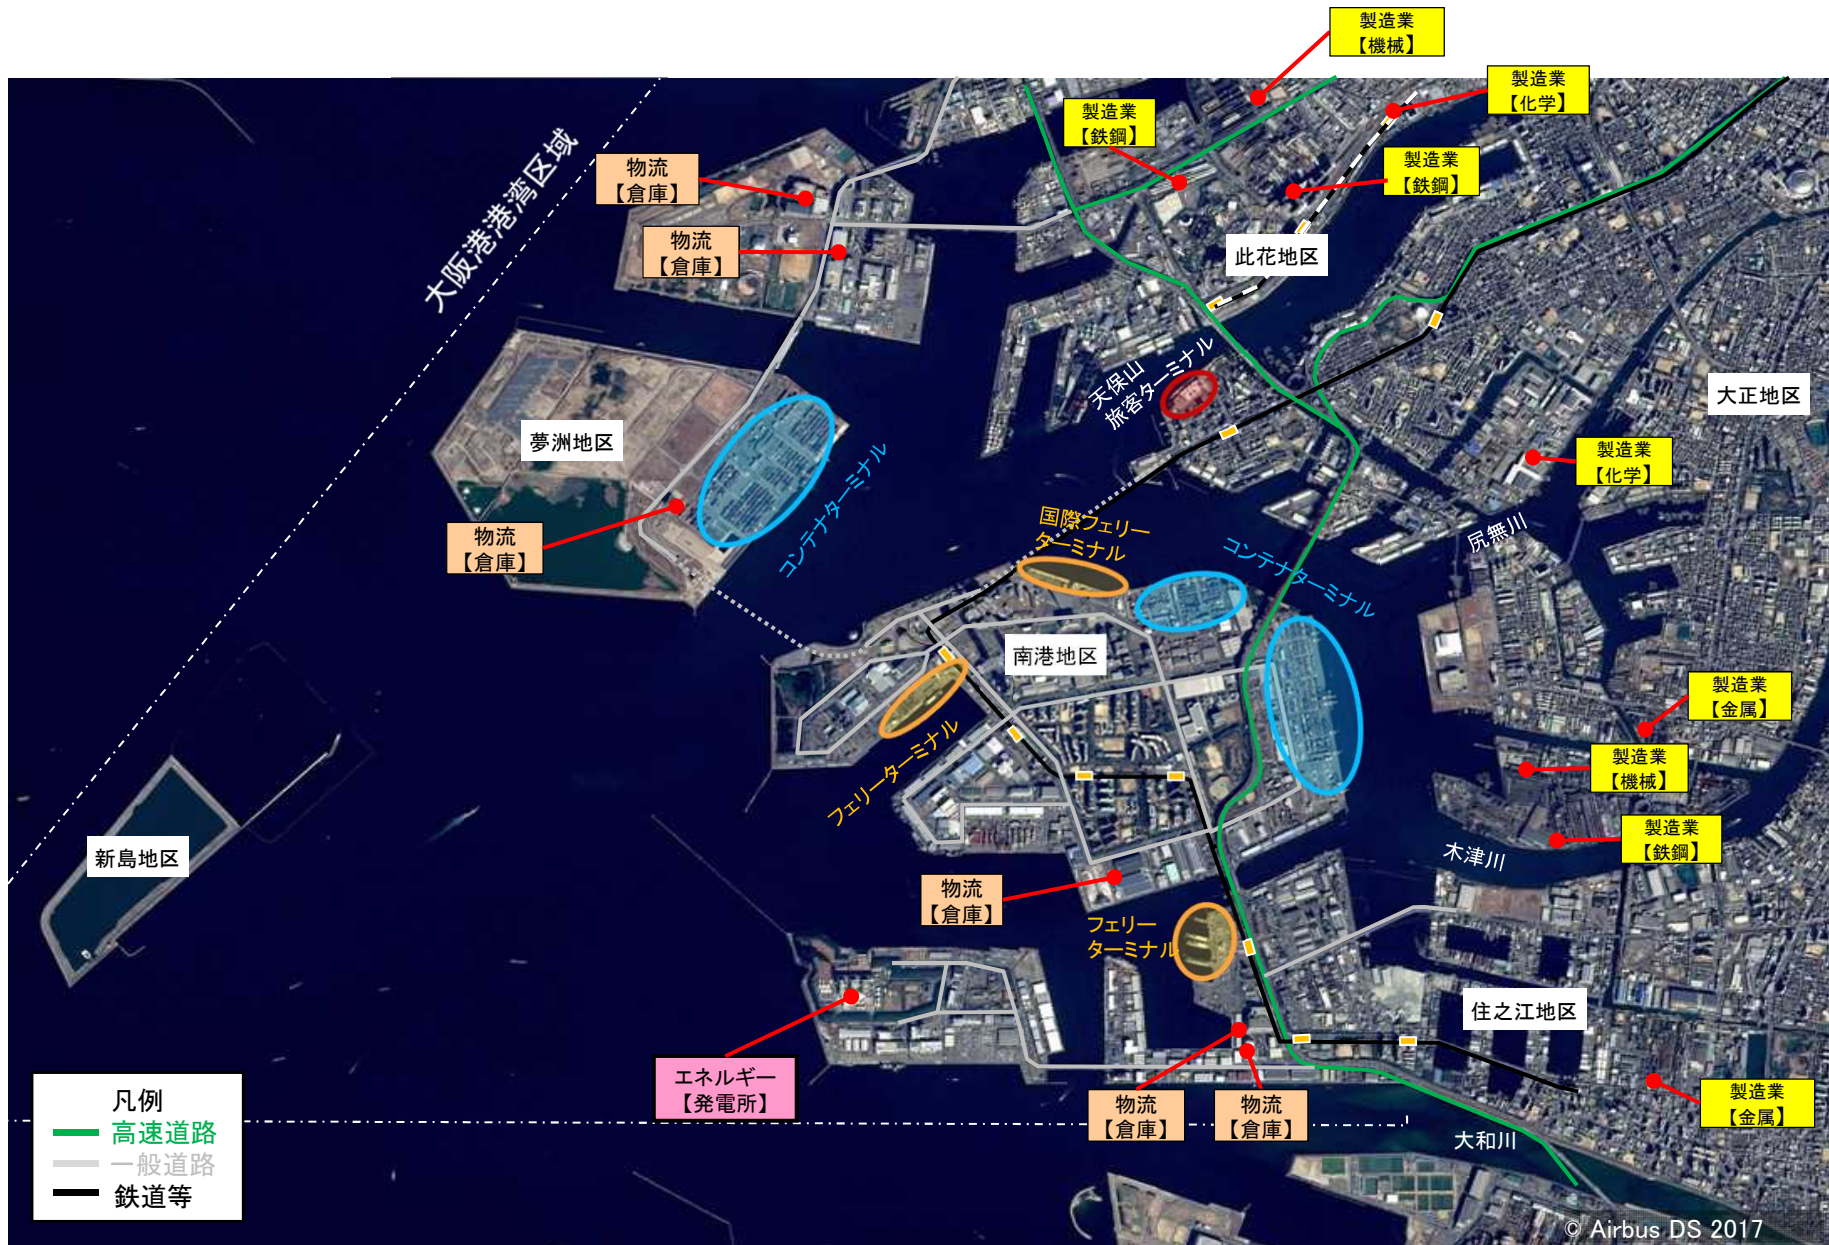 製造業
【機械】
製造業
【化学】
製造業
【鉄鋼】
製造業
【鉄鋼】
物流
【倉庫】
物流
【倉庫】
大阪港港湾区域
此花地区
天保山
旅客ターミナル
大正地区
夢洲地区
コンテナターミナル
製造業
【化学】
物流
【倉庫】
国際フェリー
ターミナル
コンテナターミナル
尻無川
南港地区
製造業
【金属】
フェリーターミナル
製造業
【機械】
製造業
【鉄鋼】
木津川
新島地区
物流
【倉庫】
フェリー
ターミナル
住之江地区
エネルギー
【発電所】
物流
【倉庫】
物流
【倉庫】
製造業
【金属】
大和川
凡例
高速道路
一般道路
鉄道等
© Airbus DS 2017